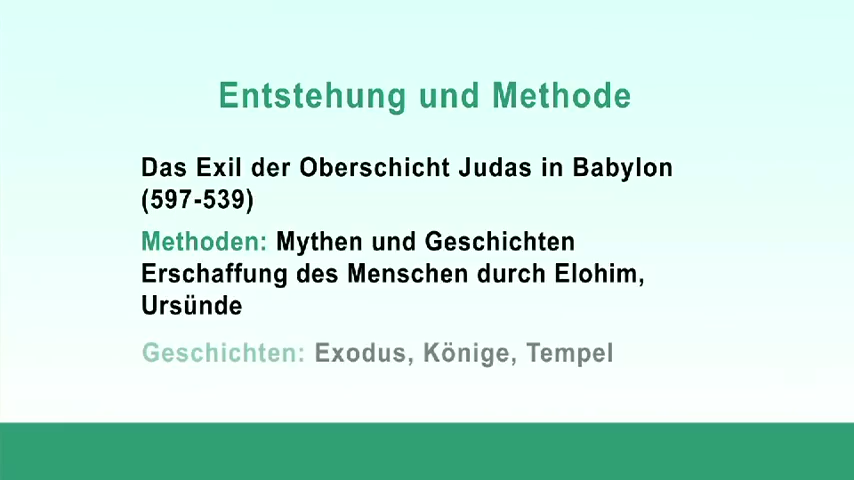 Entstehung und Methode
Das Exil der Oberschicht Judas in Babylon
(597-539)
Methoden: Mythen und Geschichten
Erschaffung des Menschen durch Elohim,
Ursünde
Geschichten: Exodus, Könige, Tempel